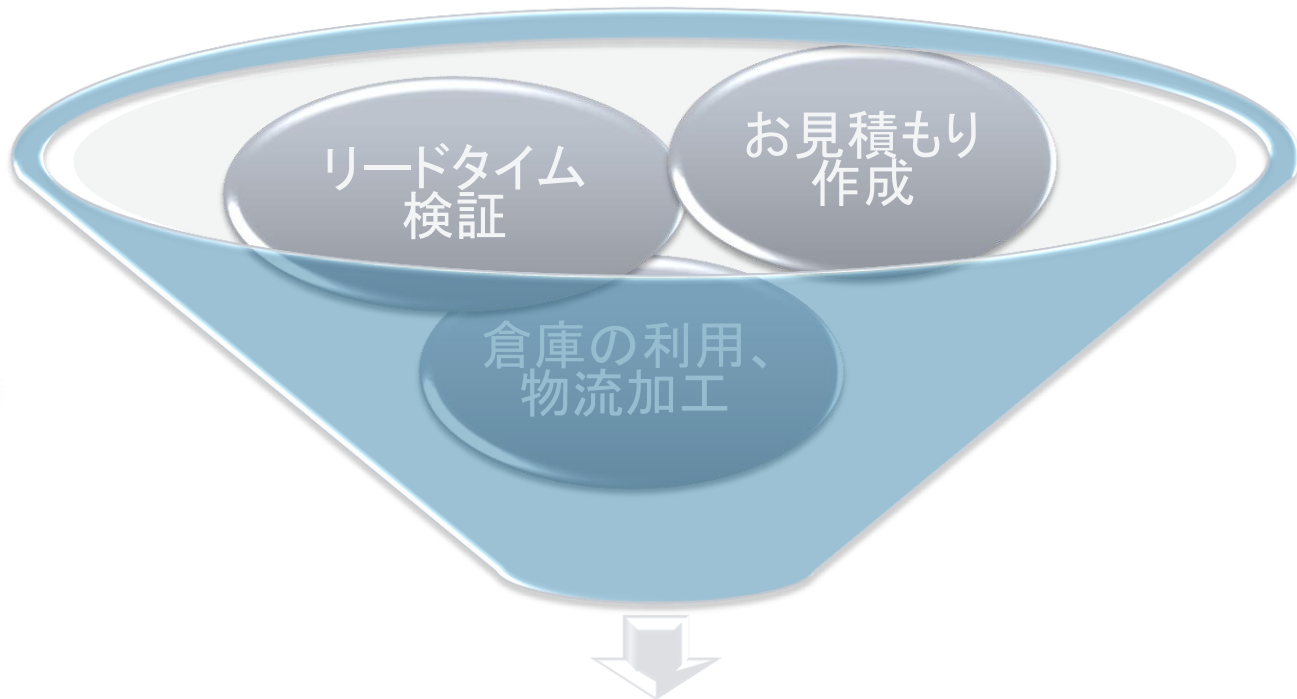 リードタイム
検証
お見積もり
作成
倉庫の利用、
物流加工